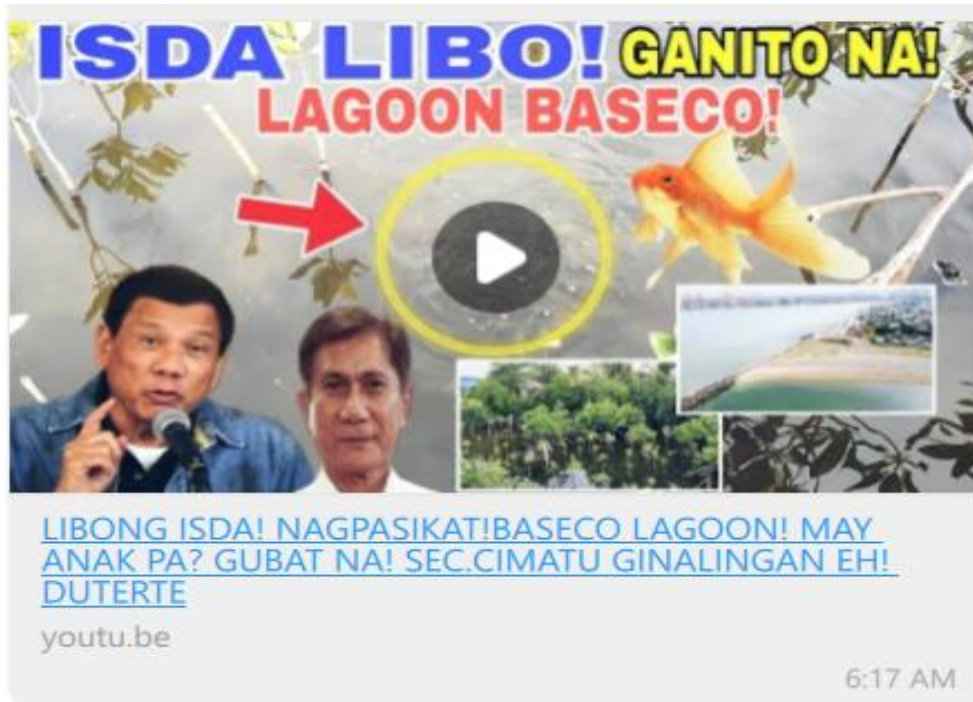 ISDA LIBO! GANITO NA!
LAGOON BASECO!
LIBONG ISDA! NAGPASIKAT!BASECO LAGOON! MAY
ANAK PA? GUBAT NA! SEC.CIMATU GINALINGAN EH!
DUTERTE
youtu.be
6:17 AM